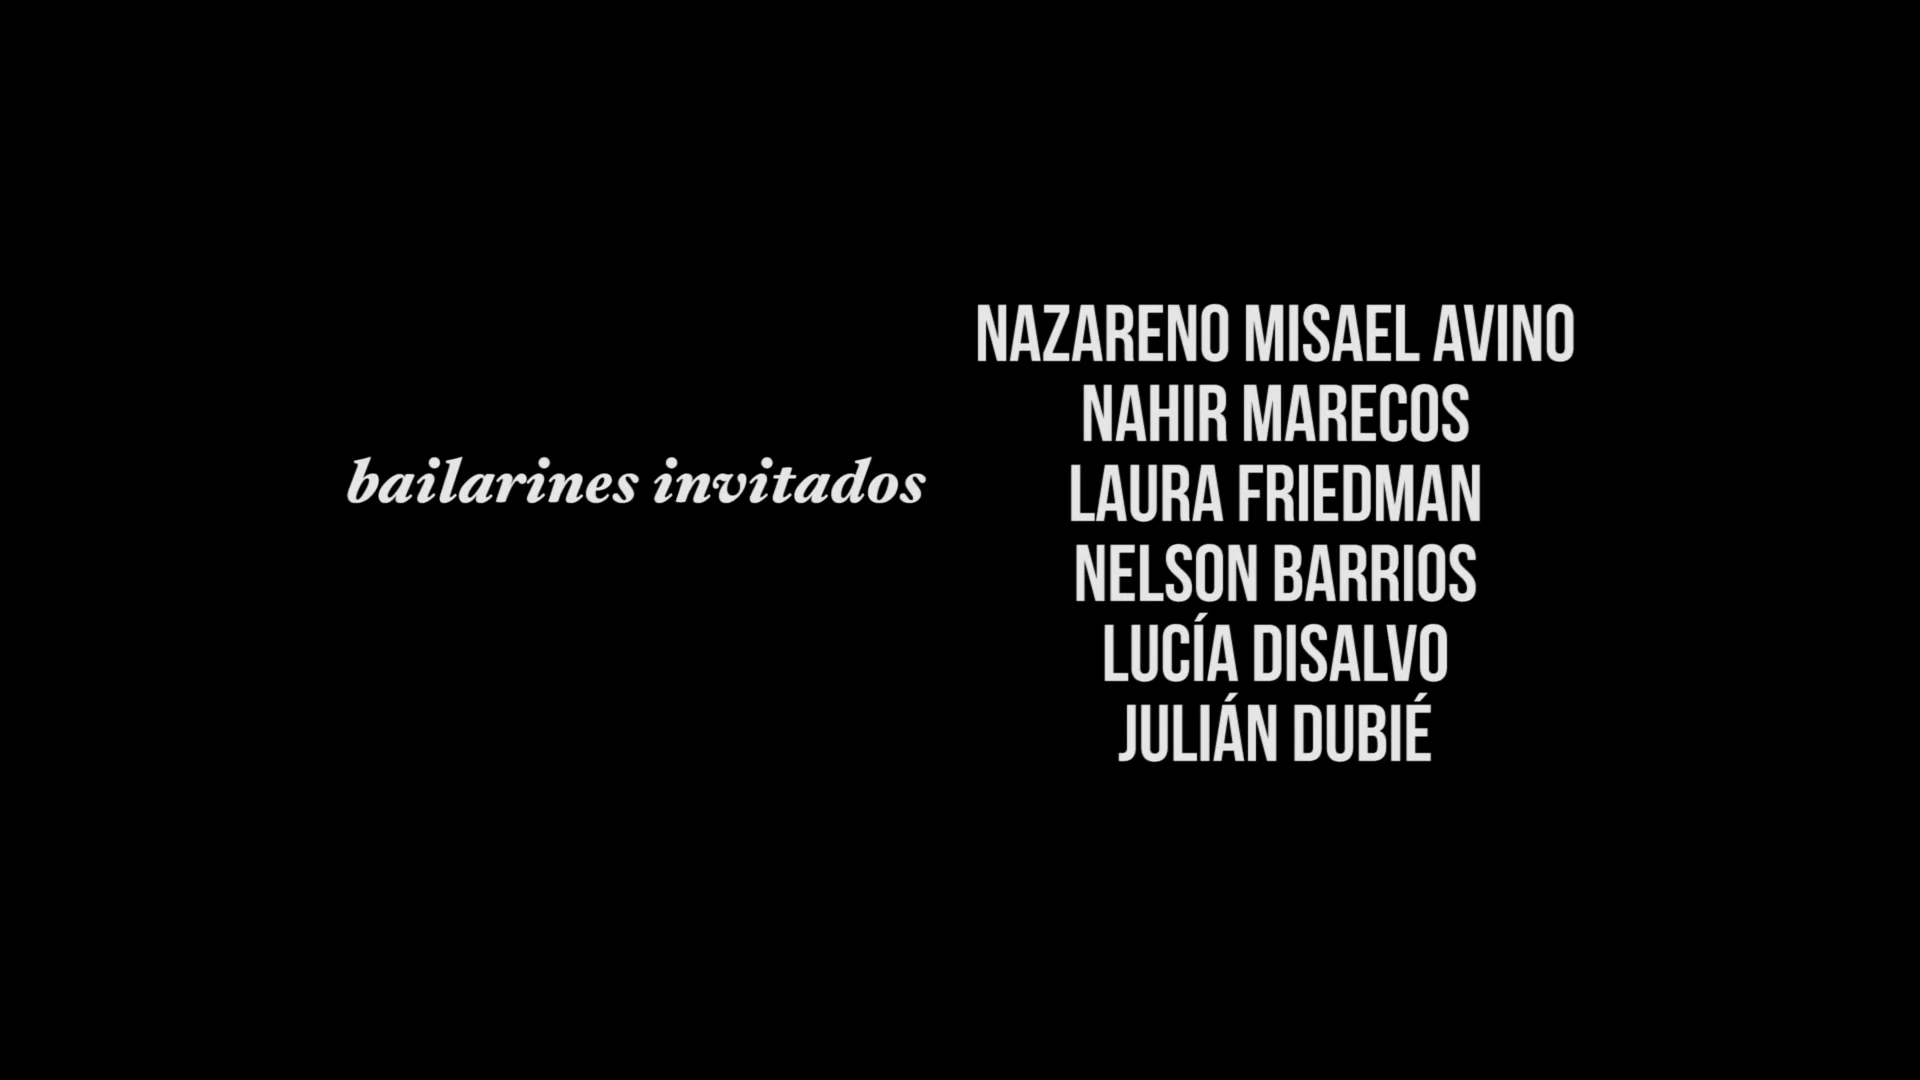 bailarines invitados
NAZARENO MISAEL AVINO
NAHIR MARECOS
LAURA FRIEDMAN
NELSON BARRIOS
LUCÍA DISALVO
JULIÁN DUBIÉ